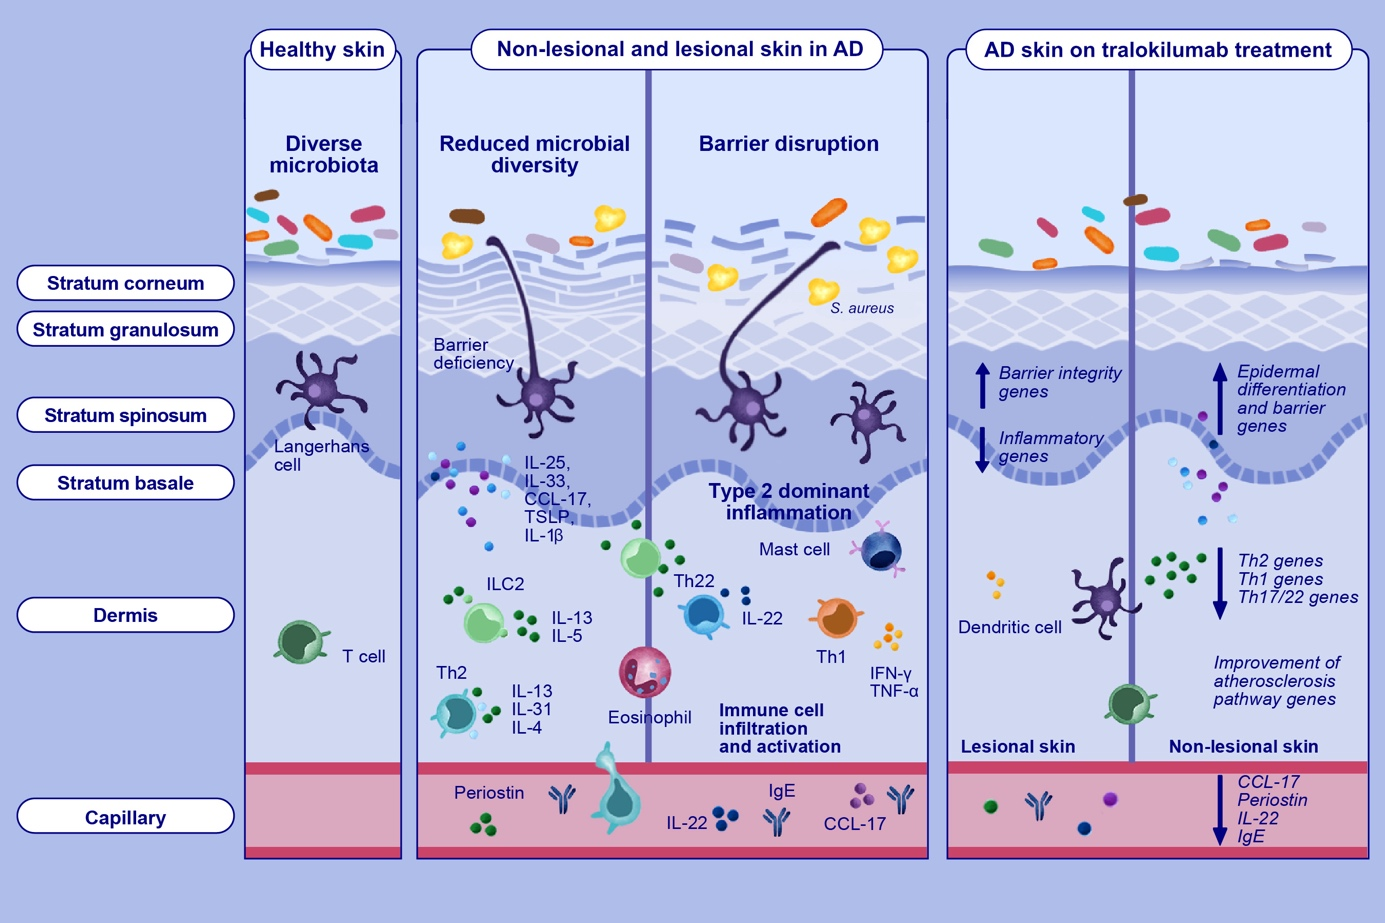 Healthy skin
Non-lesional and lesional skin in AD
AD skin on tralokilumab treatment
Diverse
microbiota
Reduced microbial
diversity
Barrier disruption
Stratum corneum
Stratum granulosum
Stratum spinosum
Stratum basale
Dermis
Capillary
Langerhans
cell
T cell
Barrier
deficiency
S. aureus
IL-25,
IL-33,
CCL-17,
TSLP,
IL-1β
Type 2 dominant
inflammation
Mast cell
ILC2
IL-13
IL-5
Th22
IL-22
Th1
IFN-γ
TNF-α
Th2
IL-13
IL-31
IL-4
Eosinophil
Immune cell
infiltration
and activation
Periostin
IL-22
IgE
CCL-17
Barrier integrity
genes
Inflammatory
genes
Epidermal
differentiation
and barrier
genes
Dendritic cell
Th2 genes
Th1 genes
Th17/22 genes
Improvement of
atherosclerosis
pathway genes
Lesional skin
Non-lesional skin
CCL-17
Periostin
IL-22
IgE